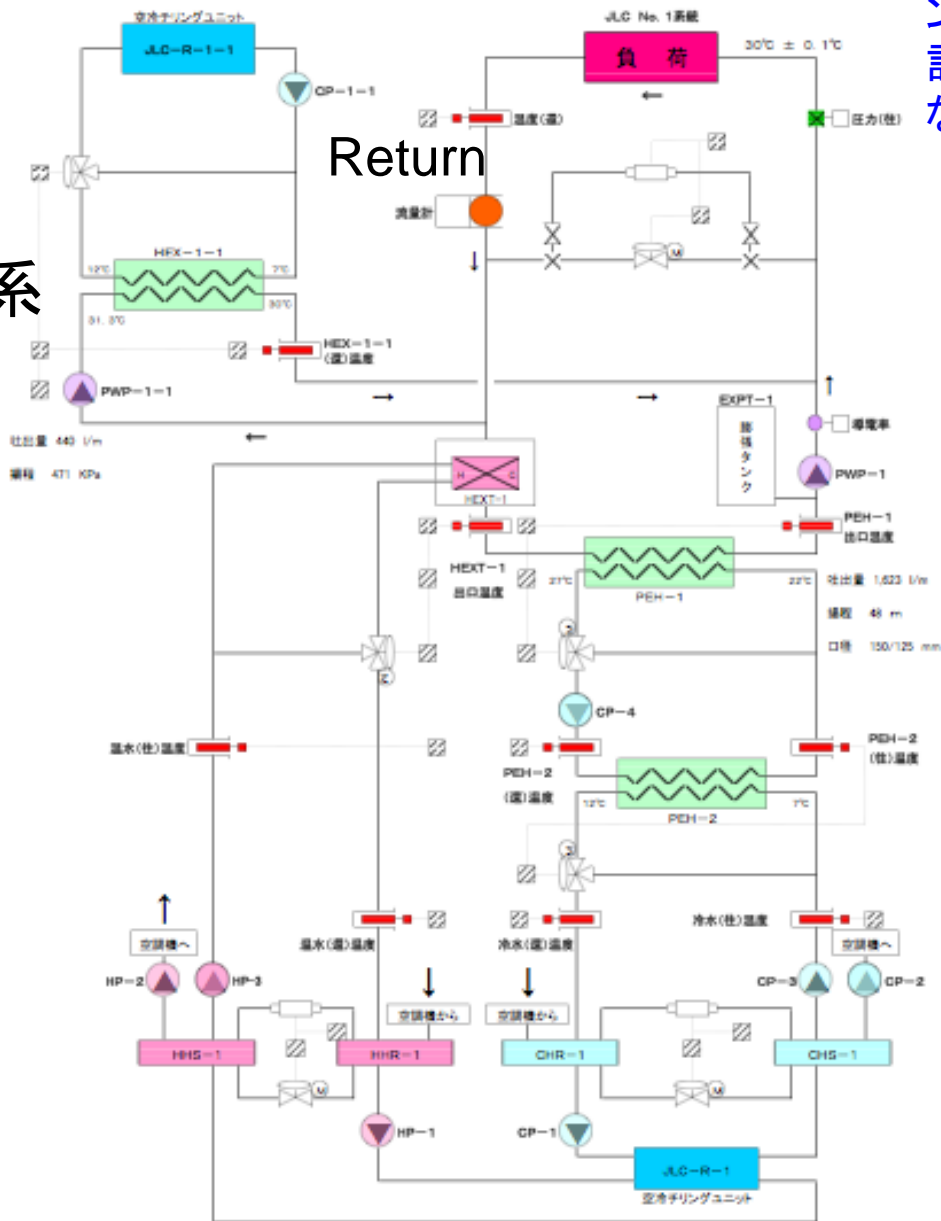 空冷チリングユニット
JLC-R-1-1
CP-1-1
JLC No. 1系統
負 荷
30℃ ± 0.1℃
温度(還)
圧力(往)
Return
流量計
M
系
HEX-1-1
12℃
7℃
31.3℃
30℃
HEX-1-1
(還)温度
PWP-1-1
吐出量 440 l/m
揚程 471 KPa
EXPT-1
膨張タンク
導電率
PWP-1
H
C
HEXT-1
PEH-1
出口温度
HEXT-1
出口温度
27℃
22℃
PEH-1
吐出量 1,623 l/m
揚程 48 m
口径 150/125 mm
CP-4
温水(往)温度
PEH-2
(還)温度
PEH-2
(往)温度
12℃
7℃
PEH-2
温水(還)温度
冷水(還)温度
冷水(往)温度
空調機へ
空調機へ
HP-2
HP-3
CP-3
CP-2
空調機から
空調機から
HHS-1
HHR-1
CHR-1
CHS-1
M
M
HP-1
CP-1
JLC-R-1
空冷チリングユニット